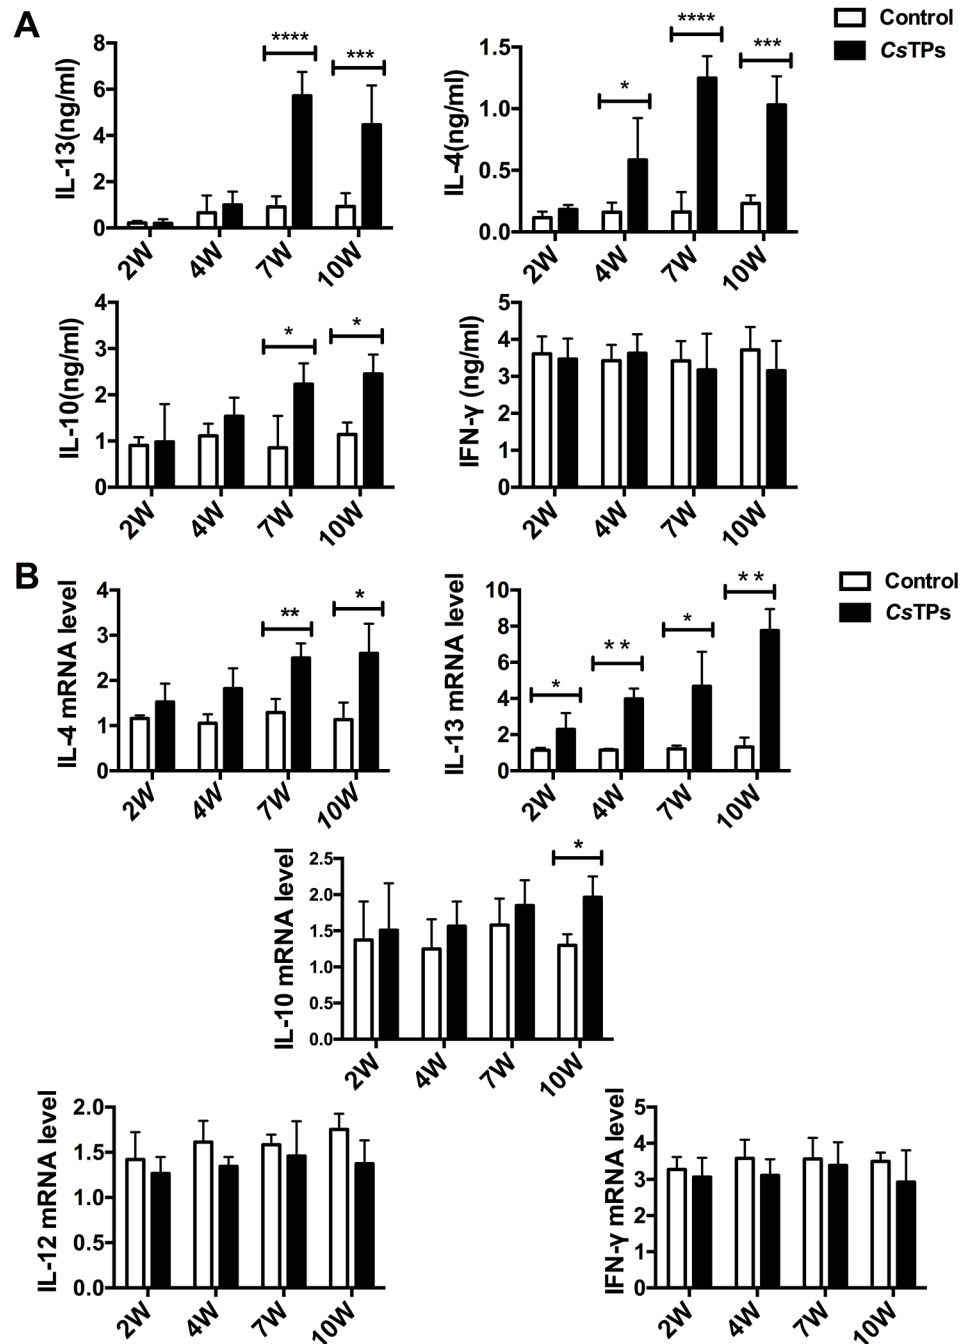 A
Control
CsTPs
IL-13(ng/ml)
8
6
4
2
0
****
***
2W
4W
7W
10W
IL-4(ng/ml)
1.5
1.0
0.5
0.0
*
****
***
2W
4W
7W
10W
IL-10(ng/ml)
4
3
2
1
0
*
*
2W
4W
7W
10W
IFN-γ (ng/ml)
5
4
3
2
1
0
2W
4W
7W
10W
B
Control
CsTPs
IL-4 mRNA level
4
3
2
1
0
**
*
2W
4W
7W
10W
IL-13 mRNA level
10
8
6
4
2
0
*
**
*
**
2W
4W
7W
10W
IL-10 mRNA level
2.5
2.0
1.5
1.0
0.5
0.0
*
2W
4W
7W
10W
IL-12 mRNA level
2.0
1.5
1.0
0.5
0.0
2W
4W
7W
10W
IFN-γ mRNA level
5
4
3
2
1
0
2W
4W
7W
10W